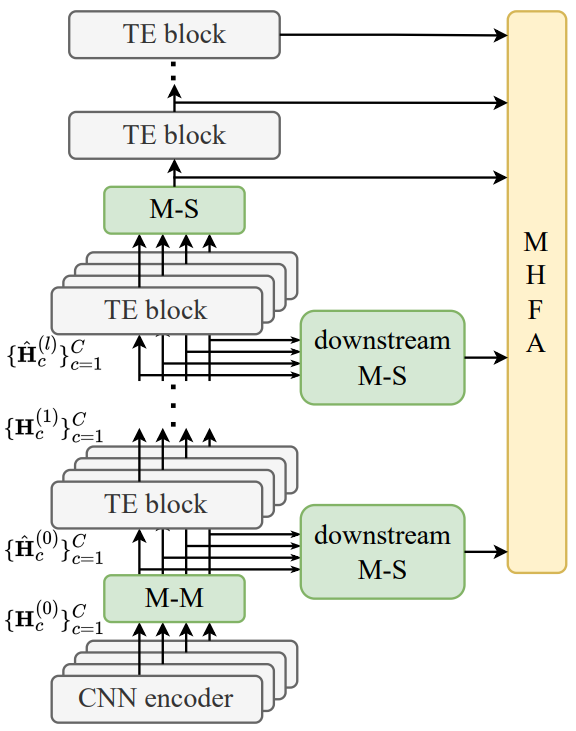 TE block
TE block
M-S
M
H
F
A
TE block
downstream
M-S
{Ĥ_c^{(l)}}_{c=1}^C
{H_c^{(1)}}_{c=1}^C
TE block
downstream
M-S
{Ĥ_c^{(0)}}_{c=1}^C
M-M
{H_c^{(0)}}_{c=1}^C
CNN encoder